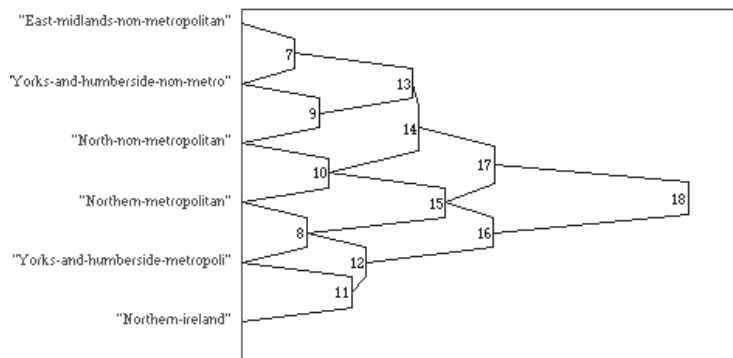 "East-midlands-non-metropolitan"
7
"Yorks-and-humberside-non-metro"
13
9
"North-non-metropolitan"
14
17
10
"Northern-metropolitan"
15
18
8
16
"Yorks-and-humberside-metropoli"
12
11
"Northern-ireland"